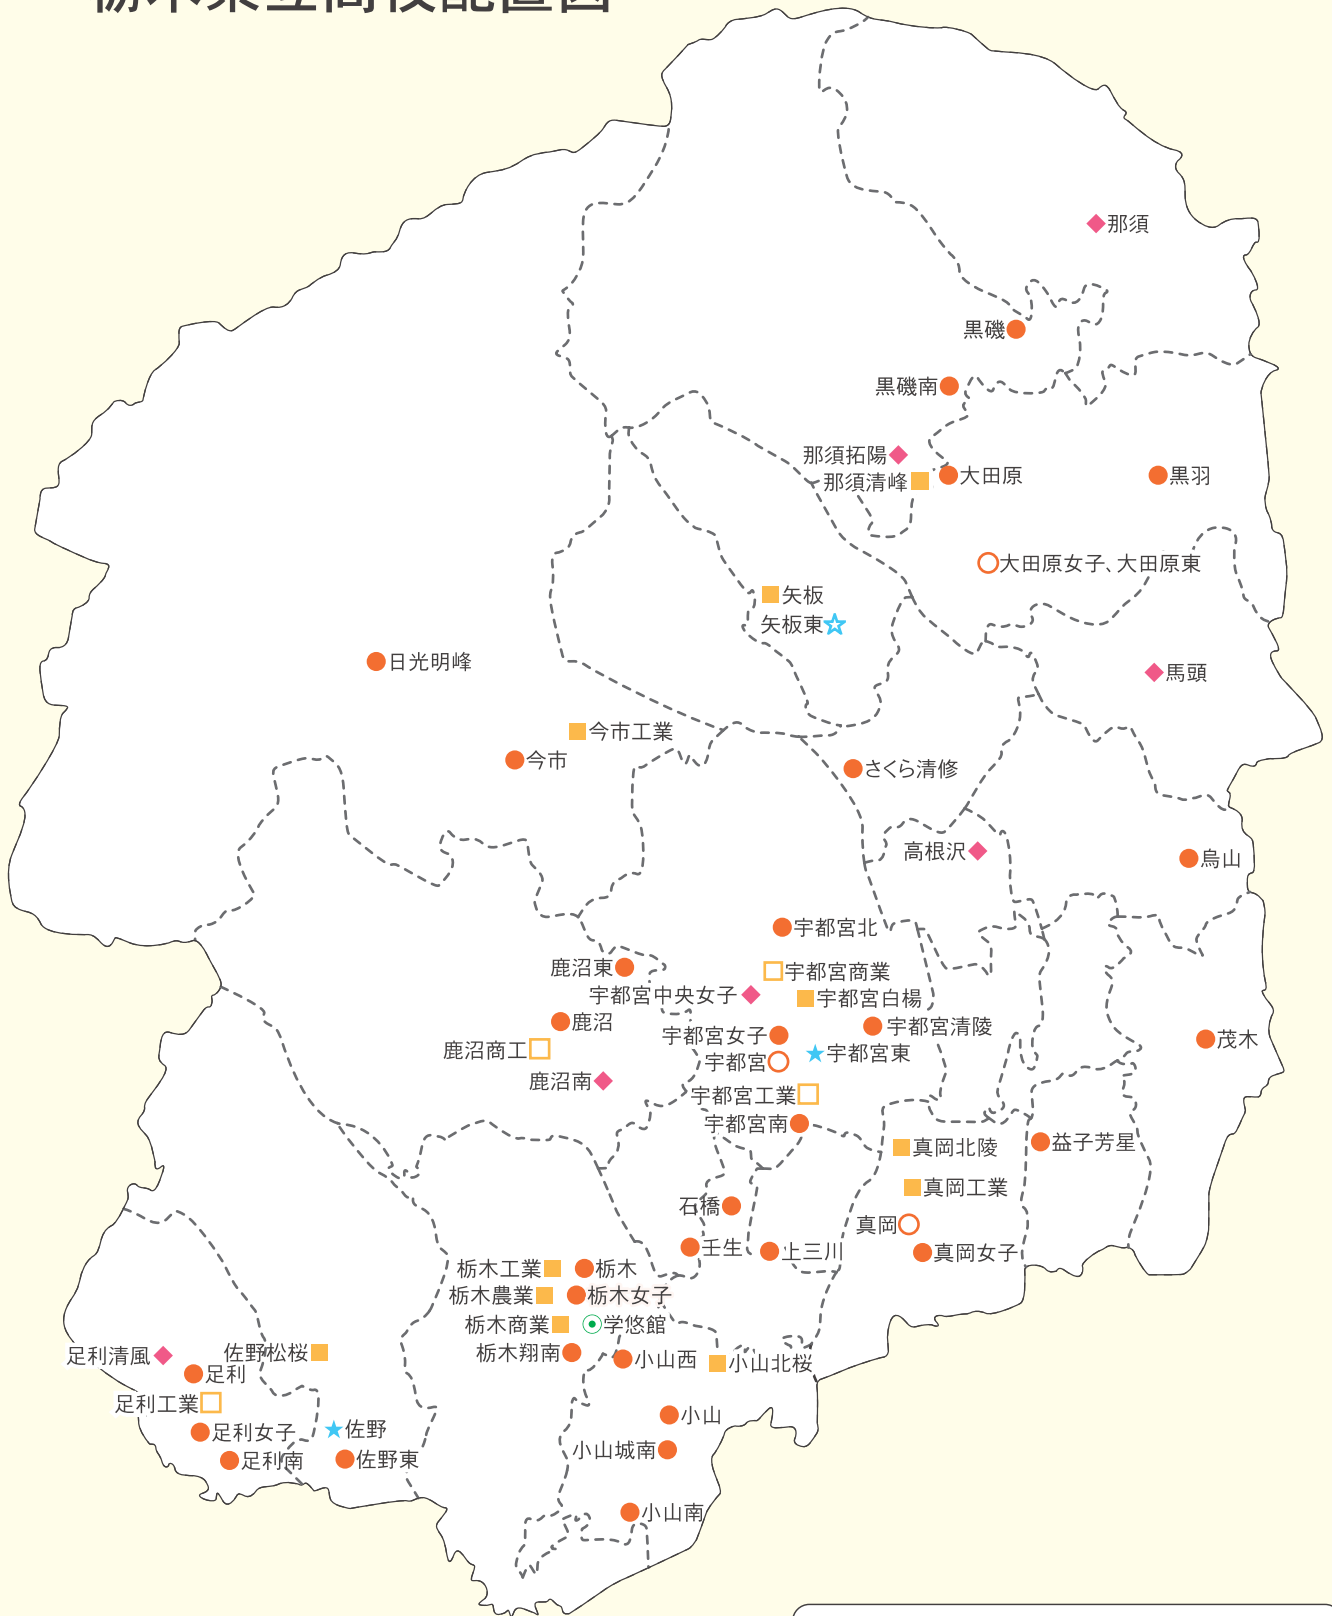 栃木県立高校配置図
那須
黒磯
黒磯南
那須拓陽
那須清峰
大田原
黒羽
大田原女子、大田原東
矢板
矢板東
日光明峰
馬頭
今市工業
今市
さくら清修
高根沢
烏山
宇都宮北
鹿沼東
宇都宮商業
宇都宮中央女子
宇都宮白楊
鹿沼
宇都宮清陵
宇都宮女子
茂木
鹿沼商工
宇都宮東
宇都宮
鹿沼南
宇都宮工業
宇都宮南
益子芳星
真岡北陵
真岡工業
石橋
真岡
壬生
上三川
真岡女子
栃木工業
栃木
栃木農業
栃木女子
栃木商業
学悠館
栃木翔南
佐野松桜
足利清風
小山西
小山北桜
足利
足利工業
小山
足利女子
佐野
小山城南
足利南
佐野東
小山南